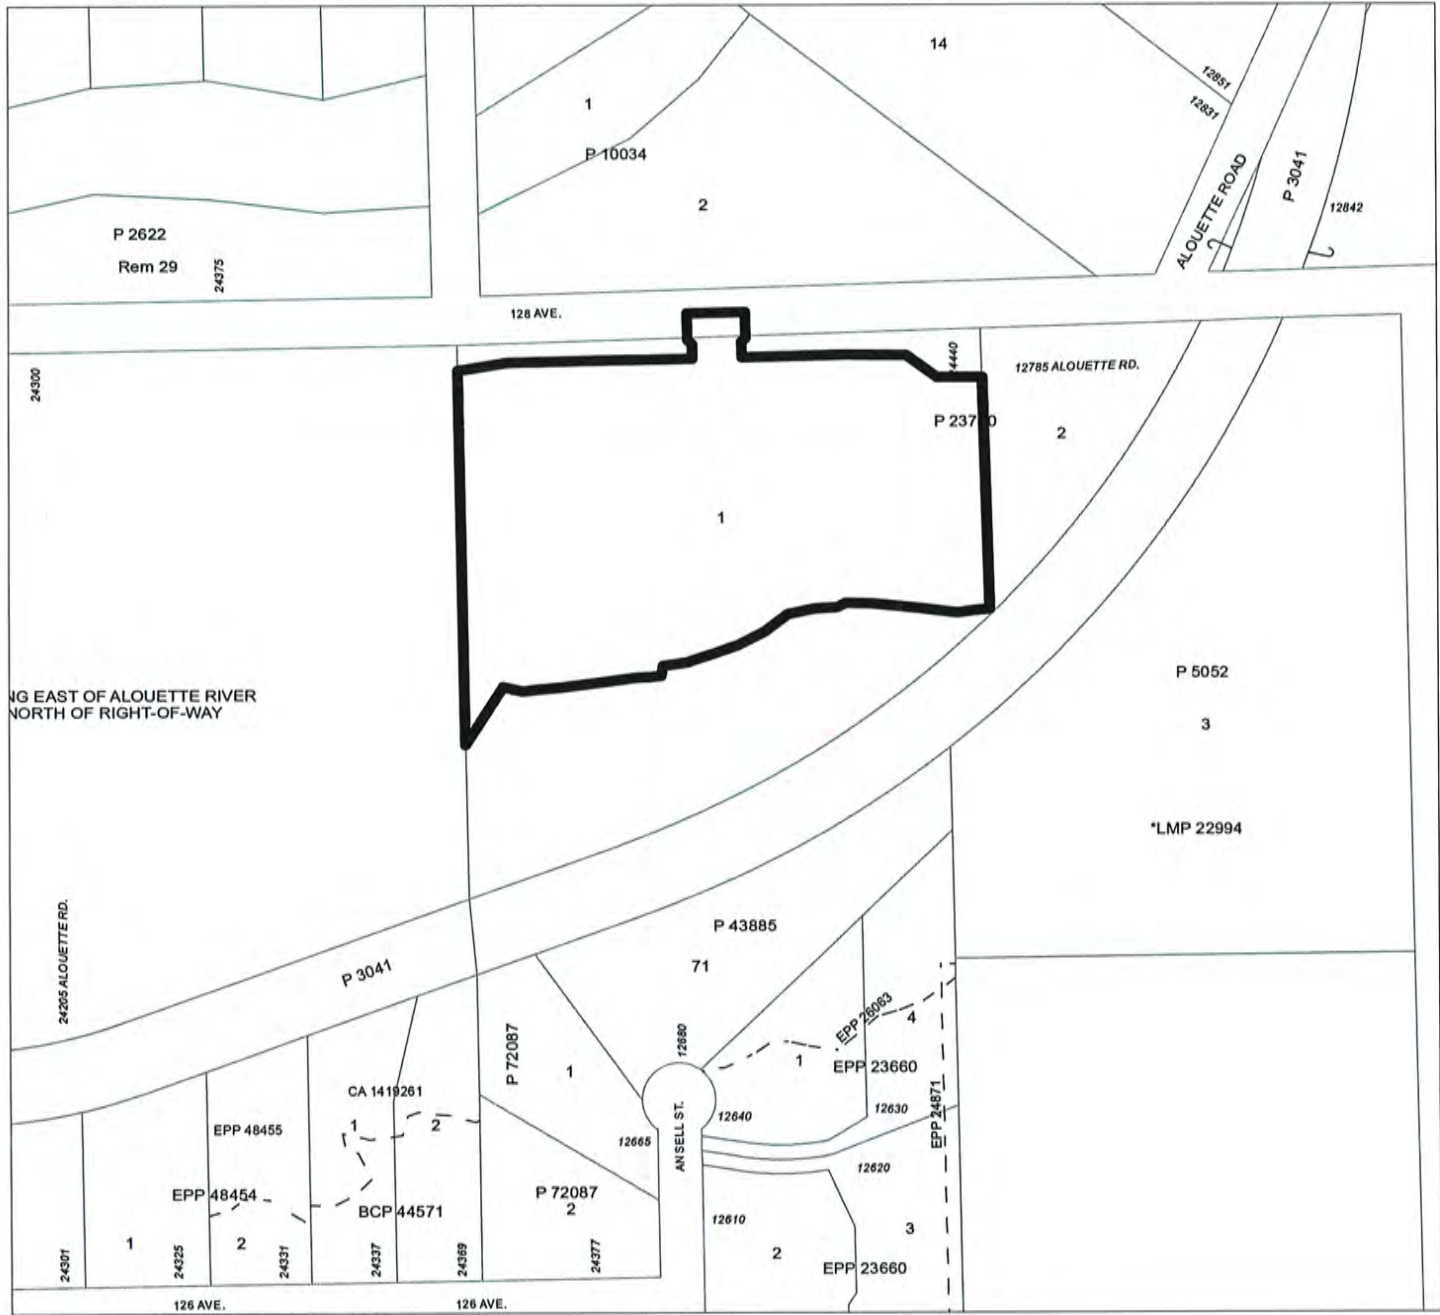 14
12851
12831
1
P 10034
2
ALOUETTE ROAD
P 3041
12842
P 2622
Rem 29
24375
128 AVE.
24300
12785 ALOUETTE RD.
2
1
NG EAST OF ALOUETTE RIVER
NORTH OF RIGHT-OF-WAY
P 5052
3
*LMP 22994
24205 ALOUETTE RD.
P 3041
P 43885
71
12680
P 72087
1
EPP 26063
4
1
EPP 23660
CA 1419261
1
2
EPP 48455
12640
12630
EPP 24871
12665
ANSELL ST.
12620
EPP 48454
BCP 44571
P 72087
2
12610
3
1
2
2
EPP 23660
24301
24325
24331
24337
24369
24377
126 AVE.
126 AVE.